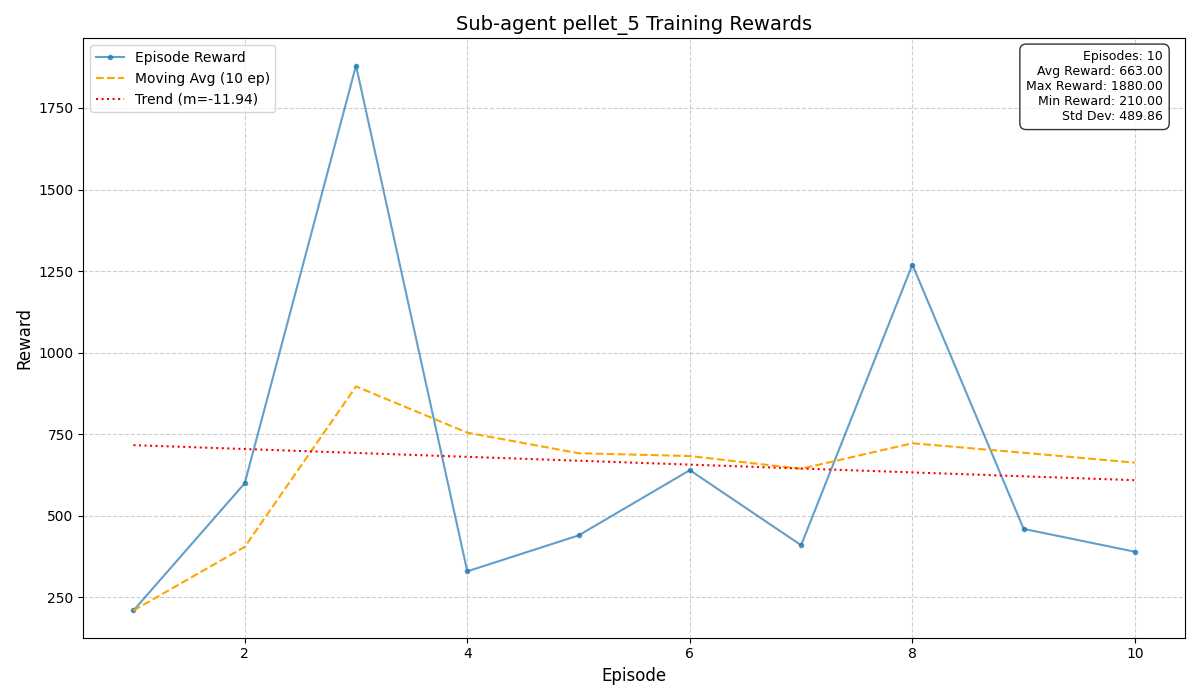 Sub-agent pellet_5 Training Rewards
Episode Reward
Moving Avg (10 ep)
Trend (m=-11.94)
Episodes: 10
Avg Reward: 663.00
Max Reward: 1880.00
Min Reward: 210.00
Std Dev: 489.86
Reward
1750
1500
1250
1000
750
500
250
2 4 6 8 10
Episode